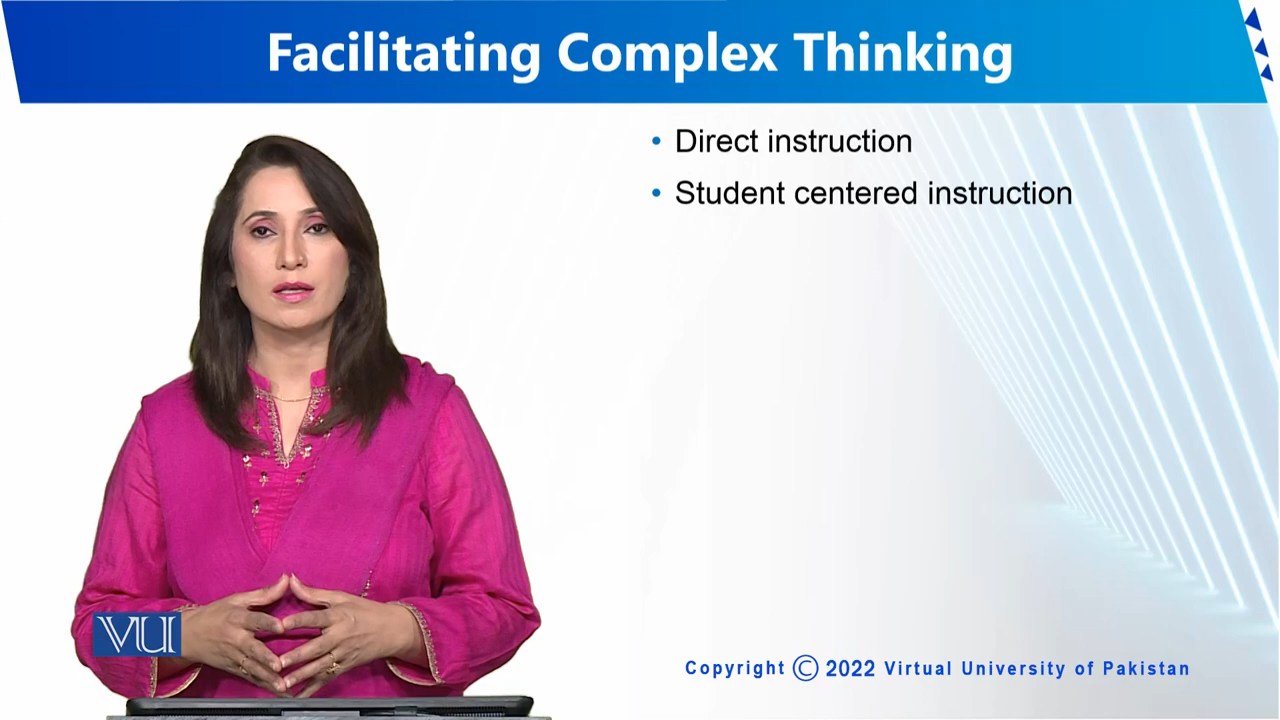 Facilitating Complex Thinking
• Direct instruction
• Student centered instruction
VU
Copyright © 2022 Virtual University of Pakistan